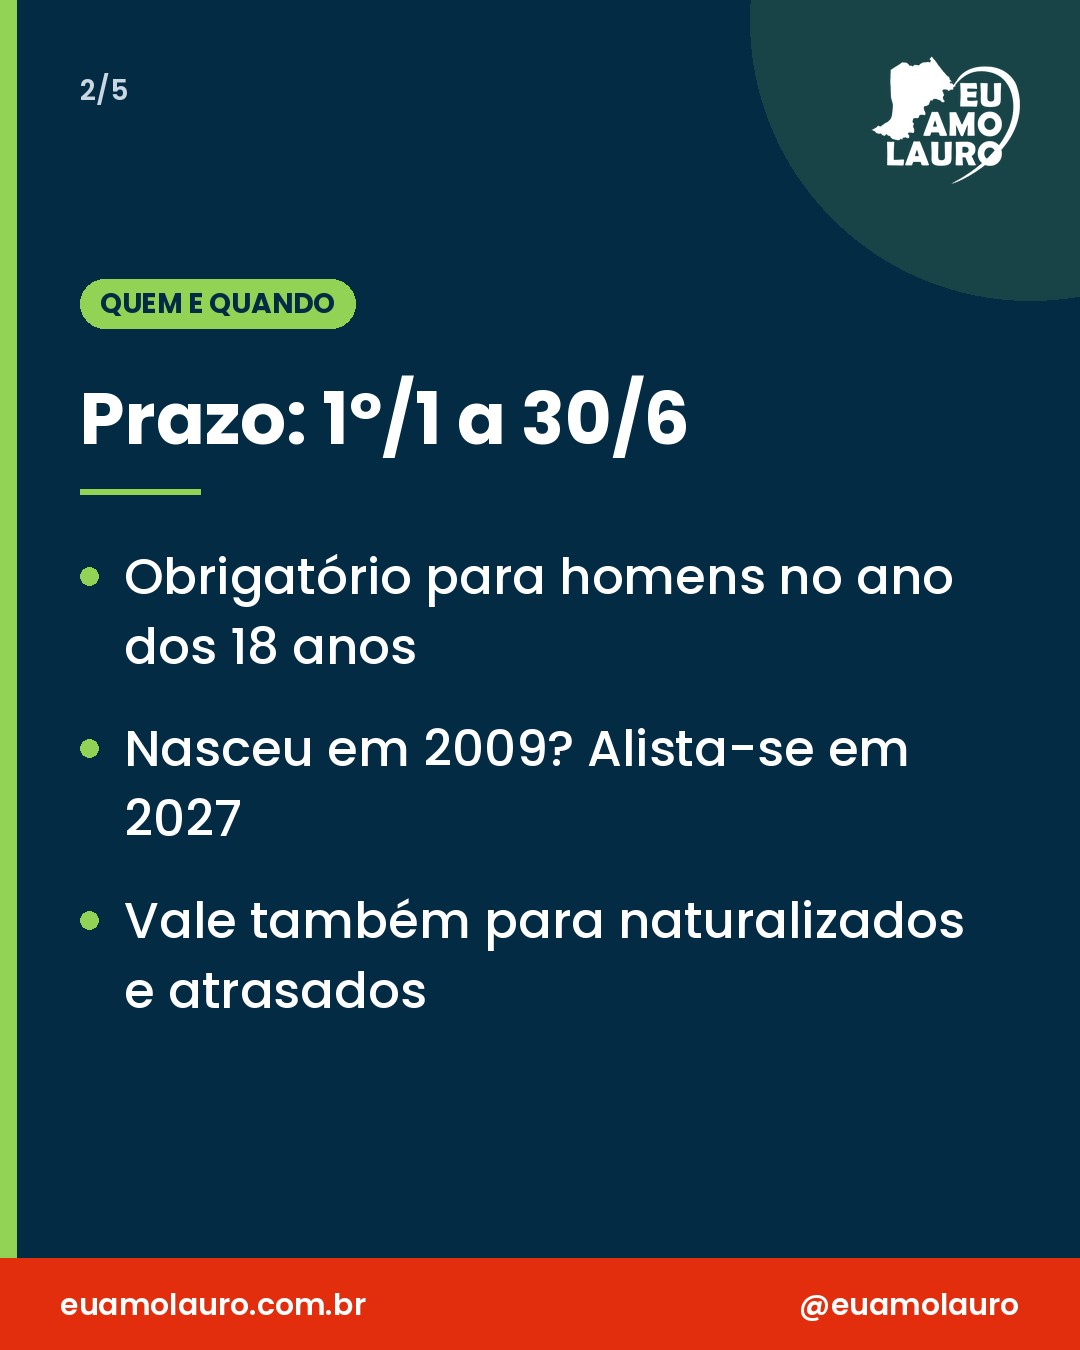 2/5
EU
AMO
LAURO
QUEM E QUANDO
Prazo: 1º/1 a 30/6
Obrigatório para homens no ano
dos 18 anos
Nasceu em 2009? Alista-se em
2027
Vale também para naturalizados
e atrasados
euamolauro.com.br
@euamolauro